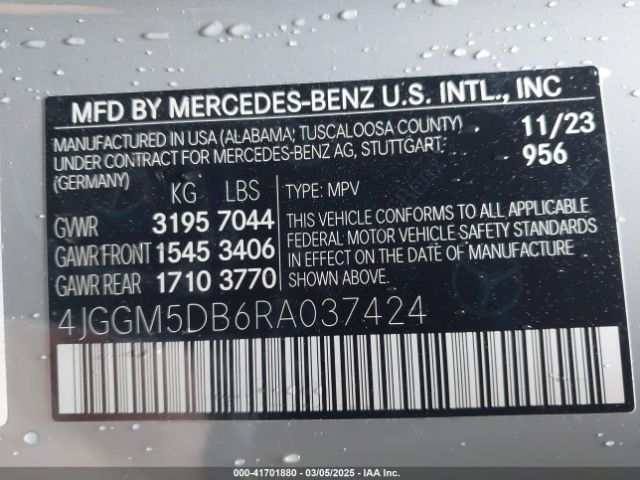 MFD BY MERCEDES-BENZ U.S. INTL., INC
MANUFACTURED IN USA (ALABAMA; TUSCALOOSA COUNTY) 11/23
UNDER CONTRACT FOR MERCEDES-BENZ AG, STUTTGART 956
(GERMANY)
KG LBS
GVWR 3195 7044
GAWR FRONT 1545 3406
GAWR REAR 1710 3770
TYPE: MPV
THIS VEHICLE CONFORMS TO ALL APPLICABLE
FEDERAL MOTOR VEHICLE SAFETY STANDARDS
IN EFFECT ON THE DATE OF MANUFACTURE
SHOWN ABOVE.
4JGGM5DB6RA037424
000-41701880 — 03/05/2025 — IAA Inc.